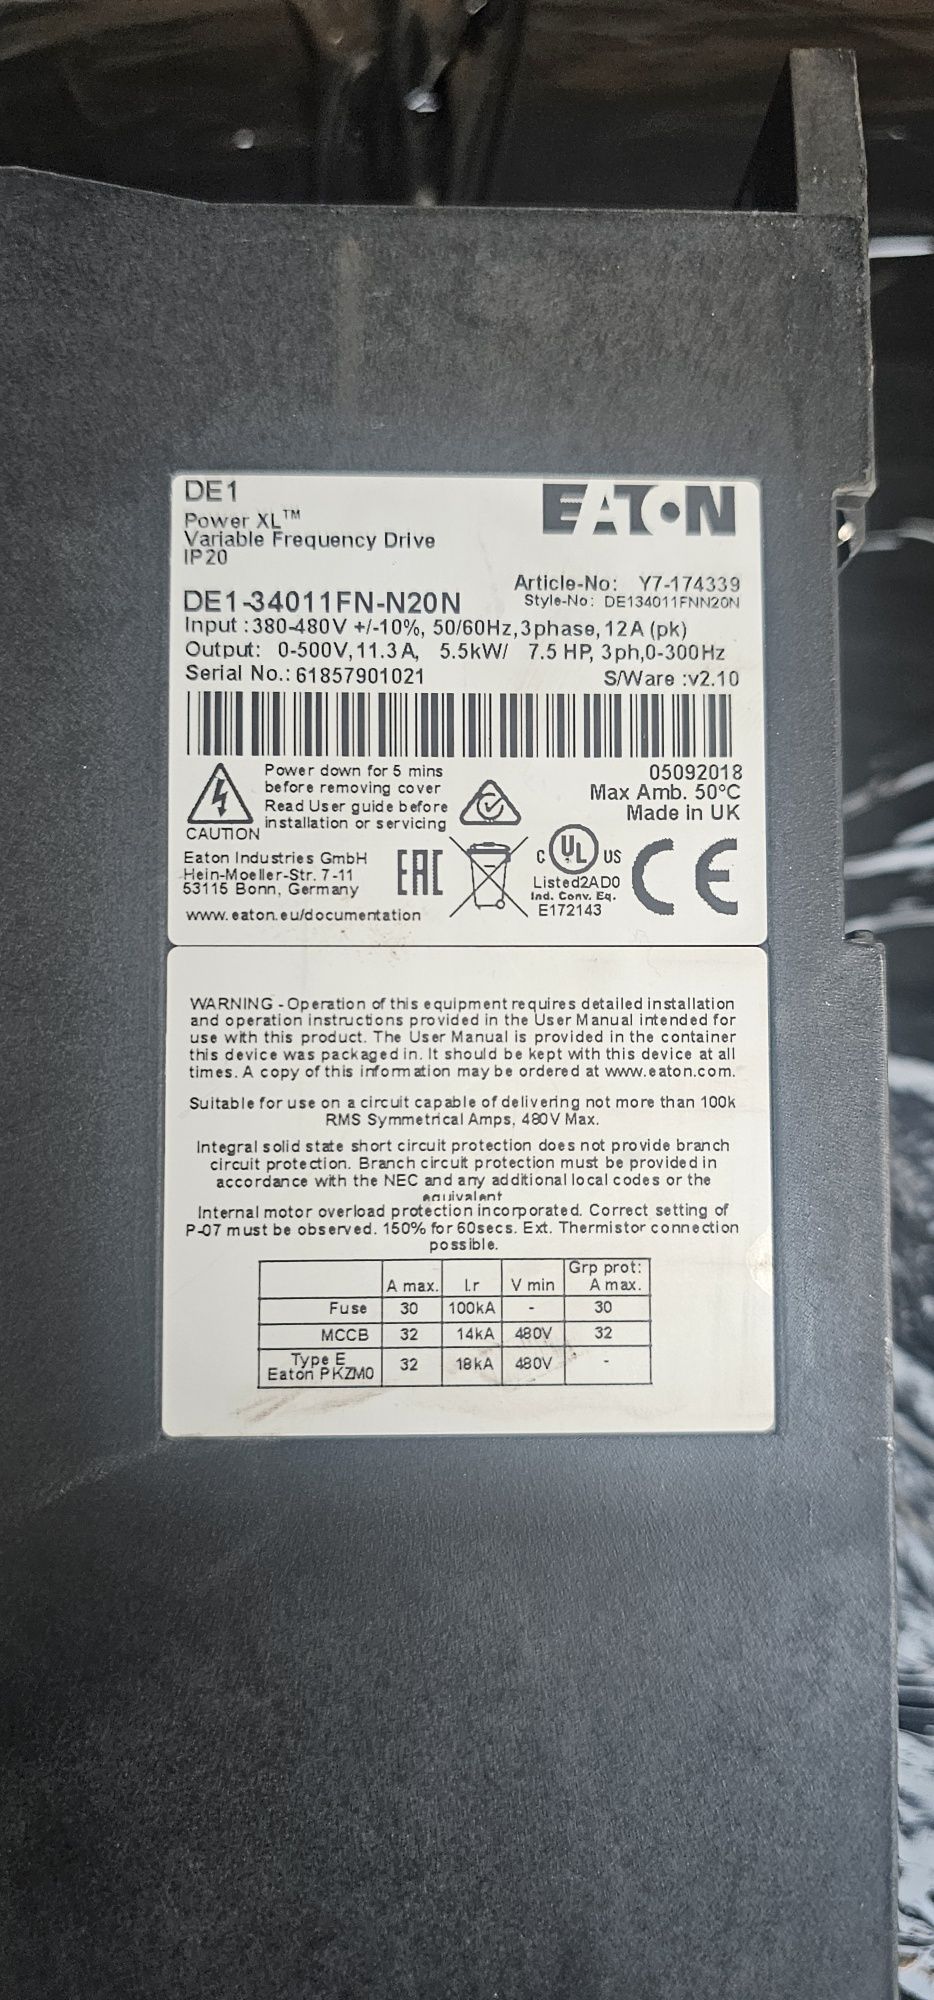 DE1
EATON
Power XL™
Variable Frequency Drive
IP20
Article-No: Y7-174339
DE1-34011FN-N20N
Style-No: DE134011FNN20N
Input : 380-480V +/-10%, 50/60Hz, 3phase, 12A (pk)
Output: 0-500V, 11.3A, 5.5kW/ 7.5 HP, 3ph,0-300Hz
Serial No.: 61857901021
S/Ware :v2.10
Power down for 5 mins
before removing cover
Read User guide before
installation or servicing
CAUTION
05092018
Max Amb. 50°C
Made in UK
Eaton Industries GmbH
Hein-Moeller-Str. 7-11
53115 Bonn, Germany
www.eaton.eu/documentation
EAC
C UL US
Listed2AD0
Ind. Conv. Eq.
E172143
CE
WARNING - Operation of this equipment requires detailed installation
and operation instructions provided in the User Manual intended for
use with this product. The User Manual is provided in the container
this device was packaged in. It should be kept with this device at all
times. A copy of this information may be ordered at www.eaton.com.
Suitable for use on a circuit capable of delivering not more than 100k
RMS Symmetrical Amps, 480V Max.
Integral solid state short circuit protection does not provide branch
circuit protection. Branch circuit protection must be provided in
accordance with the NEC and any additional local codes or the
equivalent
Internal motor overload protection incorporated. Correct setting of
P-07 must be observed. 150% for 60secs. Ext. Thermistor connection
possible.
A max. I.r V min Grp prot: A max.
Fuse 30 100kA - 30
MCCB 32 14kA 480V 32
Type E Eaton PKZM0 32 18kA 480V -